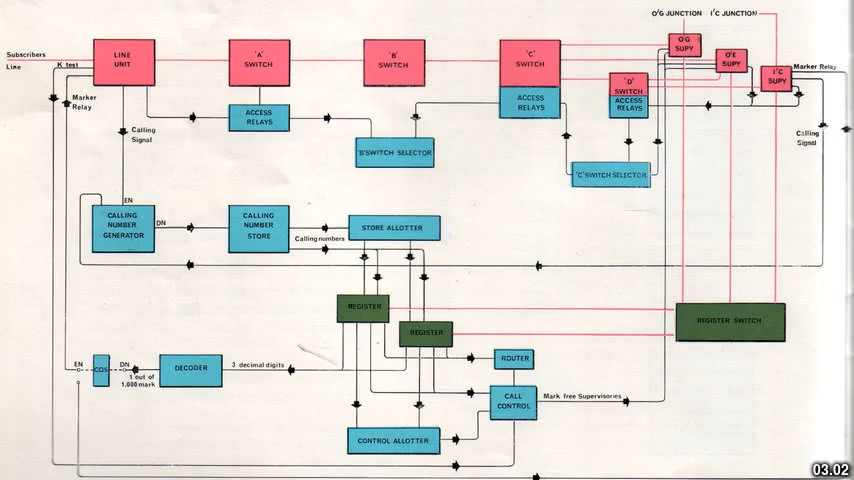 O'G JUNCTION I'C JUNCTION
Subscribers
Line
K test
LINE
UNIT
'A'
SWITCH
'B'
SWITCH
'C'
SWITCH
O'G
SUPY
O'E
SUPY
I'C
SUPY
Marker Relay
'D'
SWITCH
ACCESS
RELAYS
ACCESS
RELAYS
ACCESS
RELAYS
Marker
Relay
Calling
Signal
Calling
Signal
'B'SWITCH SELECTOR
'C'SWITCH SELECTOR
EN
CALLING
NUMBER
GENERATOR
DN
CALLING
NUMBER
STORE
STORE ALLOTTER
Calling numbers
REGISTER
REGISTER
REGISTER SWITCH
EN
COS
DN
1 out of
1,000 mark
DECODER
3 decimal digits
ROUTER
CALL
CONTROL
Mark free Supervisories
CONTROL ALLOTTER
03.02